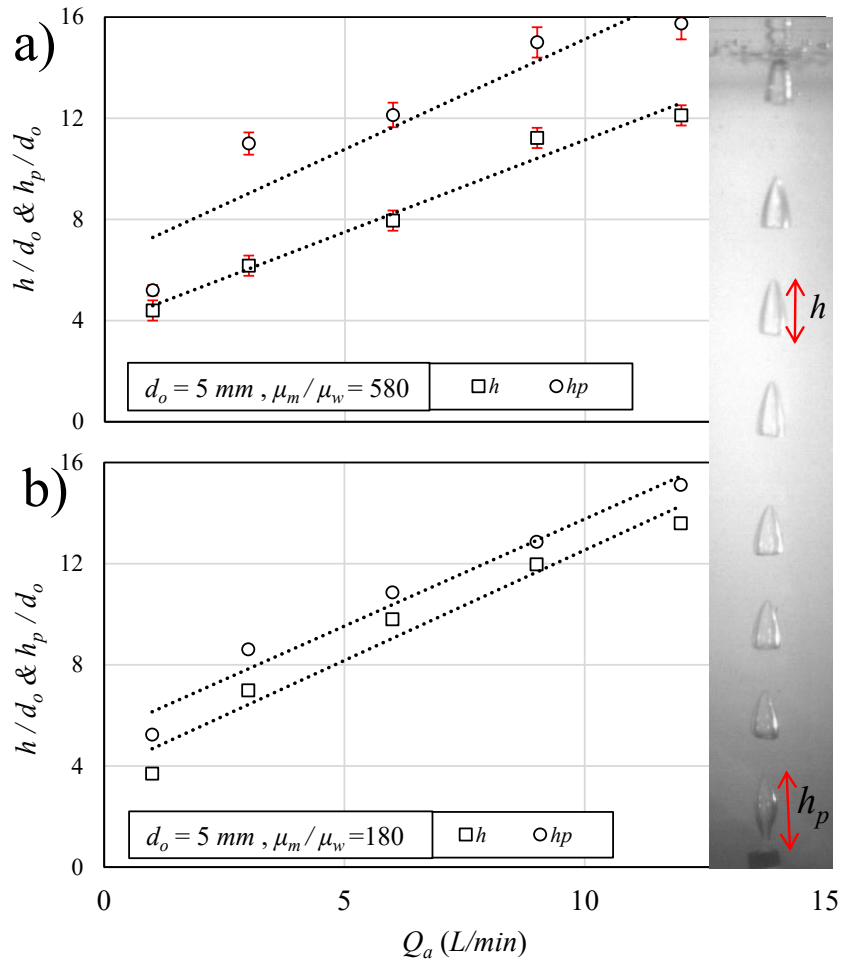 a)
16
12
8
4
0
h / d_o & h_p / d_o
d_o = 5 mm , μ_m / μ_w = 580
h
hp
h
b)
16
12
8
4
0
h / d_o & h_p / d_o
d_o = 5 mm , μ_m / μ_w =180
h
hp
h_p
0
5
10
15
Q_a (L/min)